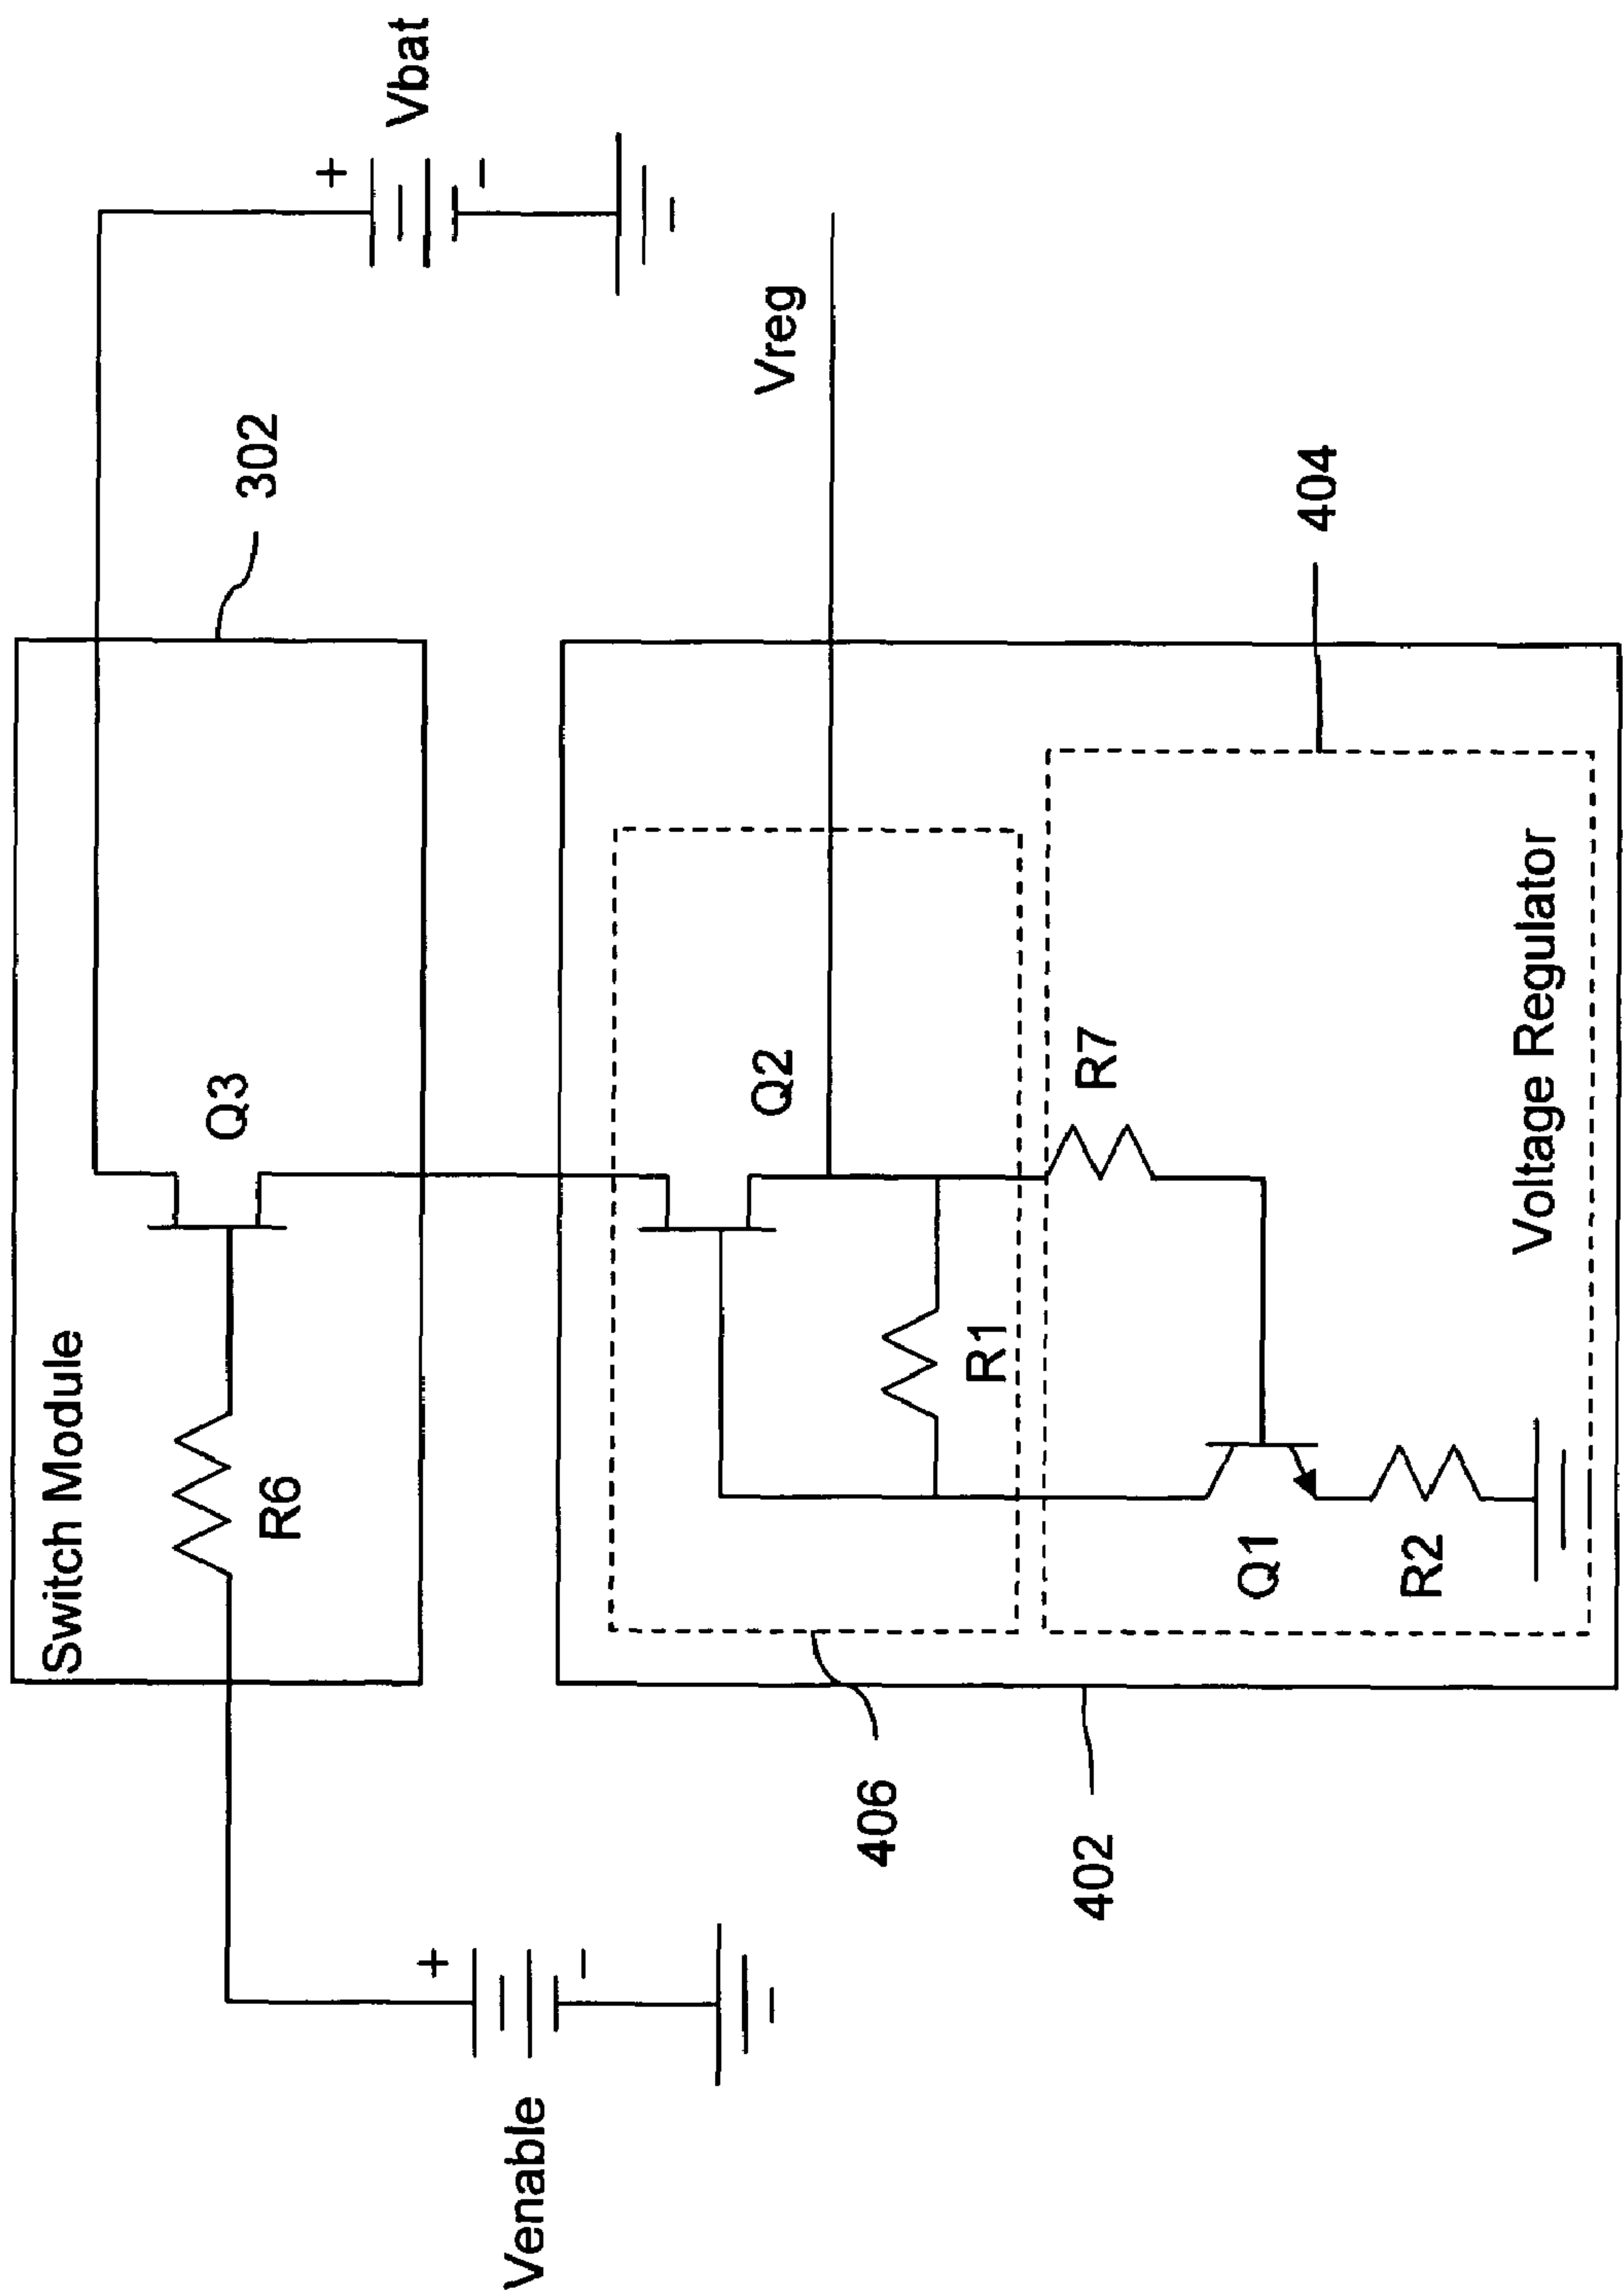 Switch Module
302
Q3
R6
+
Vbat
-
Venable
+
-
Vreg
Q2
R1
406
402
R7
404
Q1
R2
Voltage Regulator